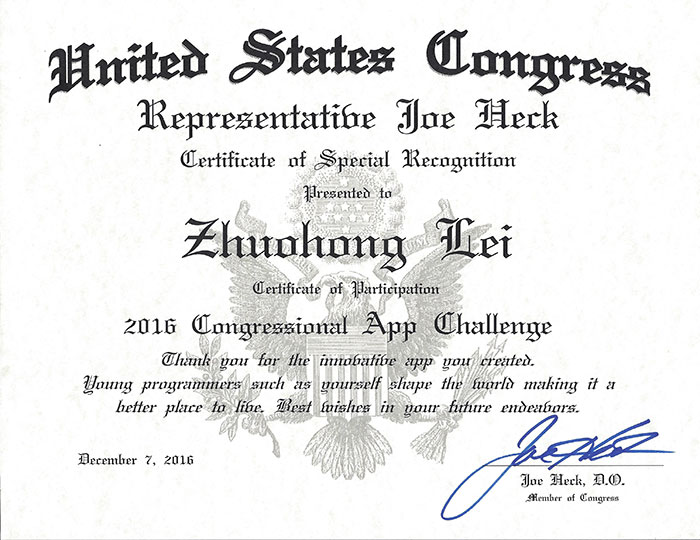 United States Congress
Representative Joe Heck
Certificate of Special Recognition
Presented to
Zhuohong Lei
Certificate of Participation
2016 Congressional App Challenge
Thank you for the innovative app you created.
Young programmers such as yourself shape the world making it a
better place to live. Best wishes in your future endeavors.
December 7, 2016
Joe Heck
Joe Heck, D.O.
Member of Congress